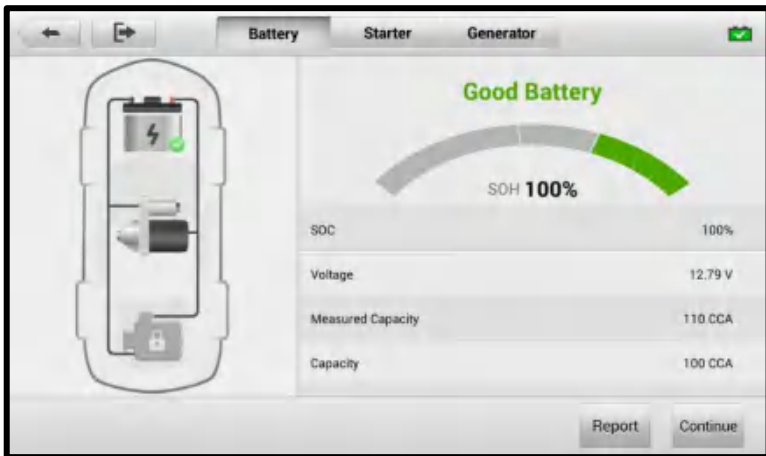 Battery Starter Generator
Good Battery
SOH 100%
SOC 100%
Voltage 12.79 V
Measured Capacity 110 CCA
Capacity 100 CCA
Report Continue